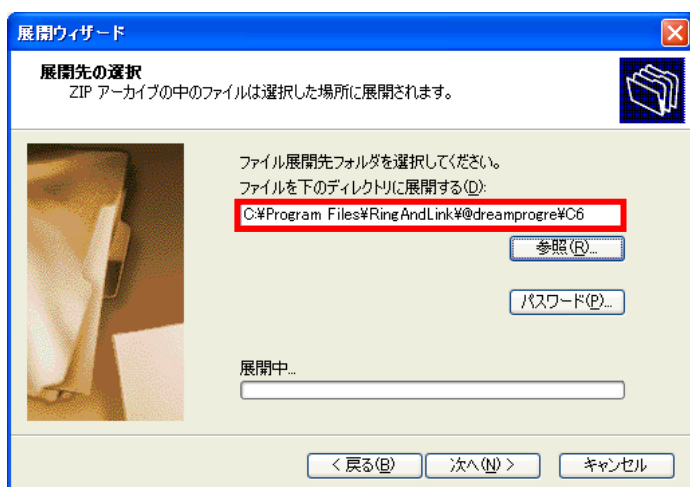 展開ウィザード
展開先の選択
ZIP アーカイブの中のファイルは選択した場所に展開されます。
ファイル展開先フォルダを選択してください。
ファイルを下のディレクトリに展開する(D):
C:¥Program Files¥RingAndLink¥@dreamprogre¥C6
参照(R)...
パスワード(P)...
展開中...
< 戻る(B)
次へ(N) >
キャンセル